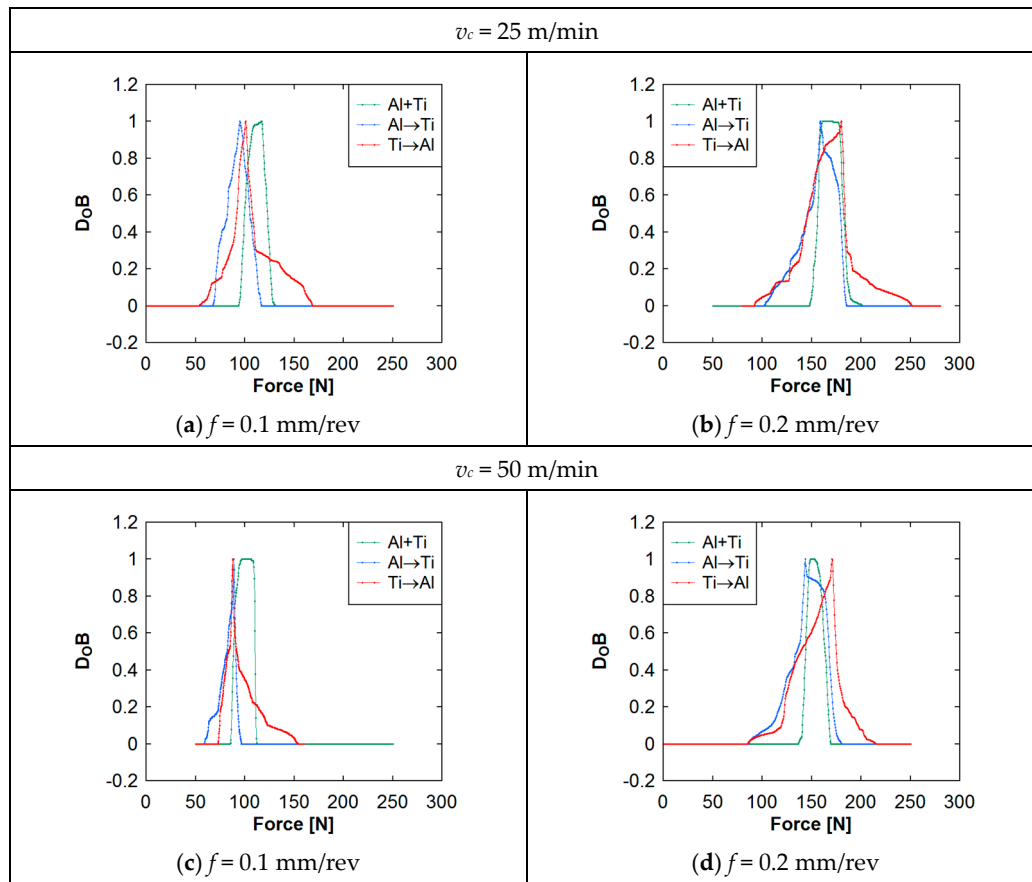 v_c = 25 m/min
1.2
1
0.8
0.6
0.4
0.2
0
-0.2
DoB
Al+Ti
Al→Ti
Ti→Al
0 50 100 150 200 250 300
Force [N]
(a) f = 0.1 mm/rev
1.2
1
0.8
0.6
0.4
0.2
0
-0.2
DoB
Al+Ti
Al→Ti
Ti→Al
0 50 100 150 200 250 300
Force [N]
(b) f = 0.2 mm/rev
v_c = 50 m/min
1.2
1
0.8
0.6
0.4
0.2
0
-0.2
DoB
Al+Ti
Al→Ti
Ti→Al
0 50 100 150 200 250 300
Force [N]
(c) f = 0.1 mm/rev
1.2
1
0.8
0.6
0.4
0.2
0
-0.2
DoB
Al+Ti
Al→Ti
Ti→Al
0 50 100 150 200 250 300
Force [N]
(d) f = 0.2 mm/rev